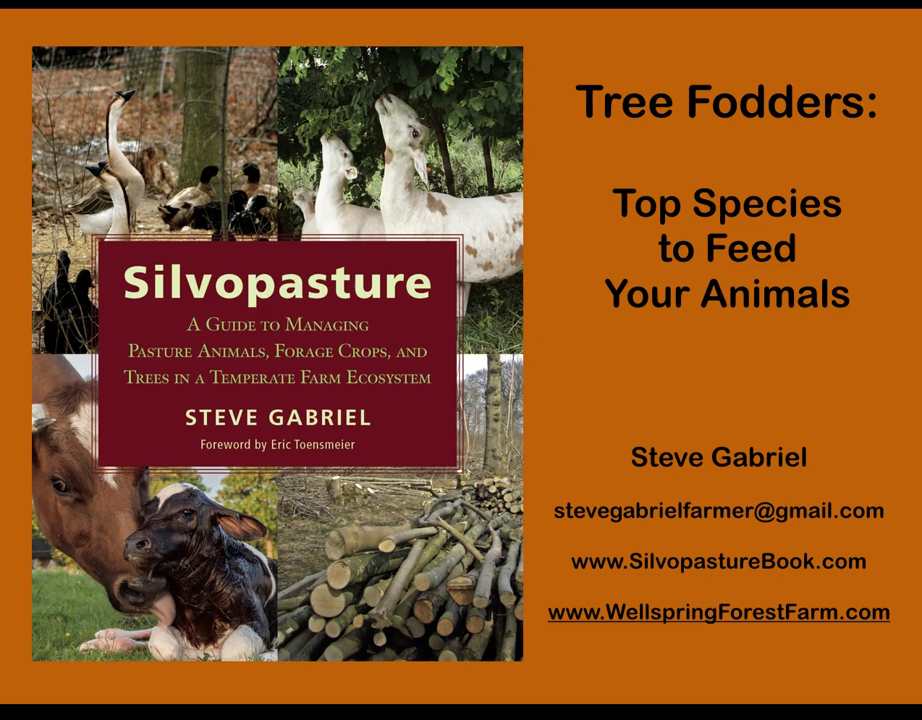 Silvopasture
A Guide to Managing
Pasture Animals, Forage Crops, and
Trees in a Temperate Farm Ecosystem
STEVE GABRIEL
Foreword by Eric Toensmeier
Tree Fodders:
Top Species
to Feed
Your Animals
Steve Gabriel
stevegabrielfarmer@gmail.com
www.SilvopastureBook.com
www.WellspringForestFarm.com